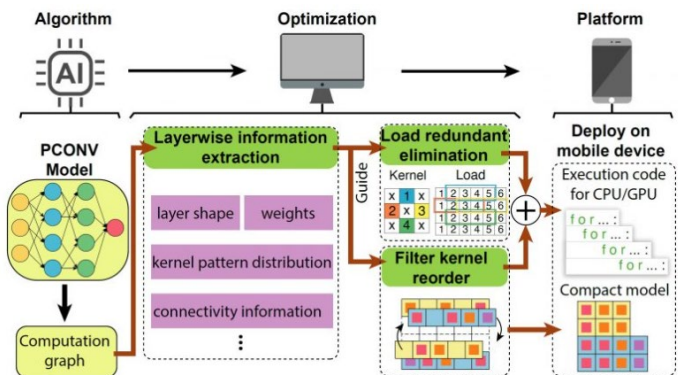 Algorithm
Optimization
Platform
AI
PCONV
Model
Computation
graph
Layerwise information
extraction
layer shape
weights
kernel pattern distribution
connectivity information
⋮
Guide
Load redundant
elimination
Kernel
Load
x 1 x
2 x 3
x 4 x
1 2 3 4 5 6
1 2 3 4 5 6
1 2 3 4 5 6
1 2 3 4 5 6
+
Filter kernel
reorder
Deploy on
mobile device
Execution code
for CPU/GPU
for ... :
for ... :
for ... :
for ... :
Compact model